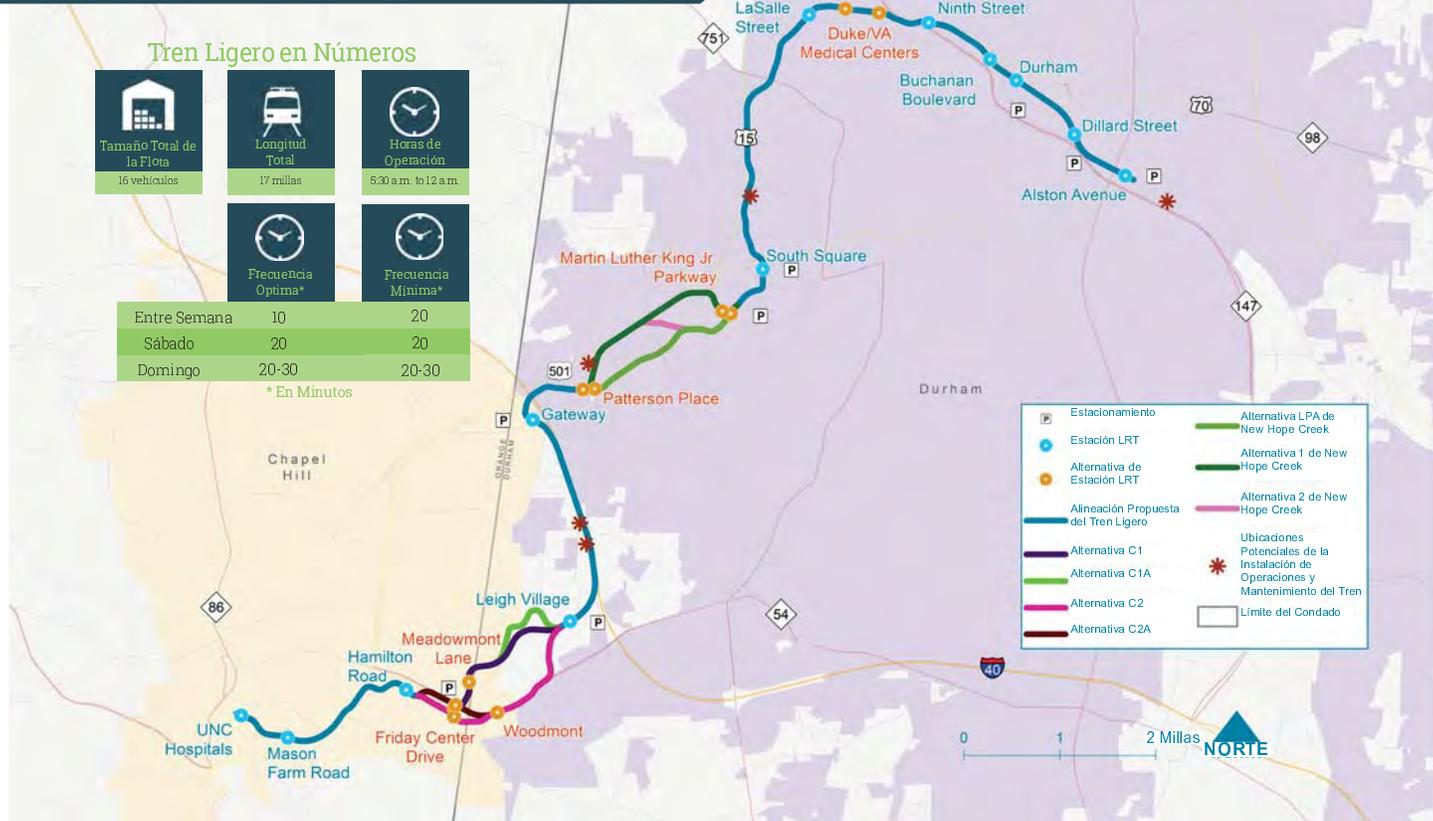 Tren Ligero en Números
Tamaño Total de
la Flota
16 vehículos
Longitud
Total
17 millas
Horas de
Operación
5:30 a.m. to 12 a.m.
Frecuencia
Optima*
Frecuencia
Mínima*
Entre Semana 10 20
Sábado 20 20
Domingo 20-30 20-30
* En Minutos
LaSalle
Street
751
Duke/VA
Medical Centers
Ninth Street
Buchanan
Boulevard
Durham
P
70
Dillard Street
98
P
P
Alston Avenue
15
South Square
P
Martin Luther King Jr.
Parkway
P
147
501
Patterson Place
P
Gateway
ORANGE
DURHAM
Durham
Chapel
Hill
86
54
40
Leigh Village
P
Meadowmont
Lane
P
Hamilton
Road
UNC
Hospitals
Mason
Farm Road
Friday Center
Drive
Woodmont
P
Estacionamiento
Estación LRT
Alternativa de
Estación LRT
Alineación Propuesta
del Tren Ligero
Alternativa C1
Alternativa C1A
Alternativa C2
Alternativa C2A
Alternativa LPA de
New Hope Creek
Alternativa 1 de New
Hope Creek
Alternativa 2 de New
Hope Creek
Ubicaciones
Potenciales de la
Instalación de
Operaciones y
Mantenimiento del Tren
Límite del Condado
0 1 2 Millas
NORTE